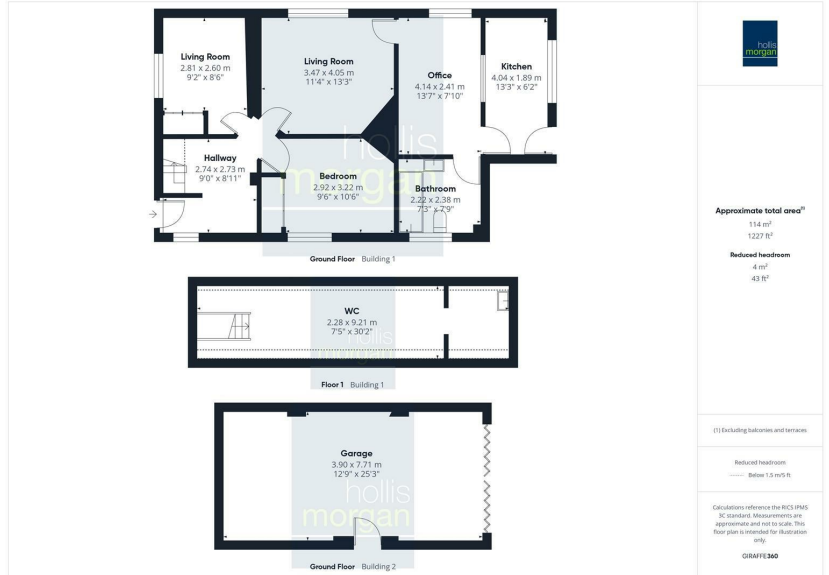 Living Room
2.81 x 2.60 m
9'2" x 8'6"
Living Room
3.47 x 4.05 m
11'4" x 13'3"
Office
4.14 x 2.41 m
13'7" x 7'10"
Kitchen
4.04 x 1.89 m
13'3" x 6'2"
Hallway
2.74 x 2.73 m
9'0" x 8'11"
Bedroom
2.92 x 3.22 m
9'6" x 10'6"
Bathroom
2.22 x 2.38 m
7'3" x 7'9"
hollis
morgan
Ground Floor Building 1
WC
2.28 x 9.21 m
7'5" x 30'2"
hollis
morgan
Floor 1 Building 1
Garage
3.90 x 7.71 m
12'9" x 25'3"
hollis
morgan
Ground Floor Building 2
hollis
morgan
Approximate total area(1)
114 m²
1227 ft²
Reduced headroom
4 m²
43 ft²
(1) Excluding balconies and terraces
Reduced headroom
Below 1.5 m/5 ft
Calculations reference the RICS IPMS
3C standard. Measurements are
approximate and not to scale. This
floor plan is intended for illustration
only.
GIRAFFE360